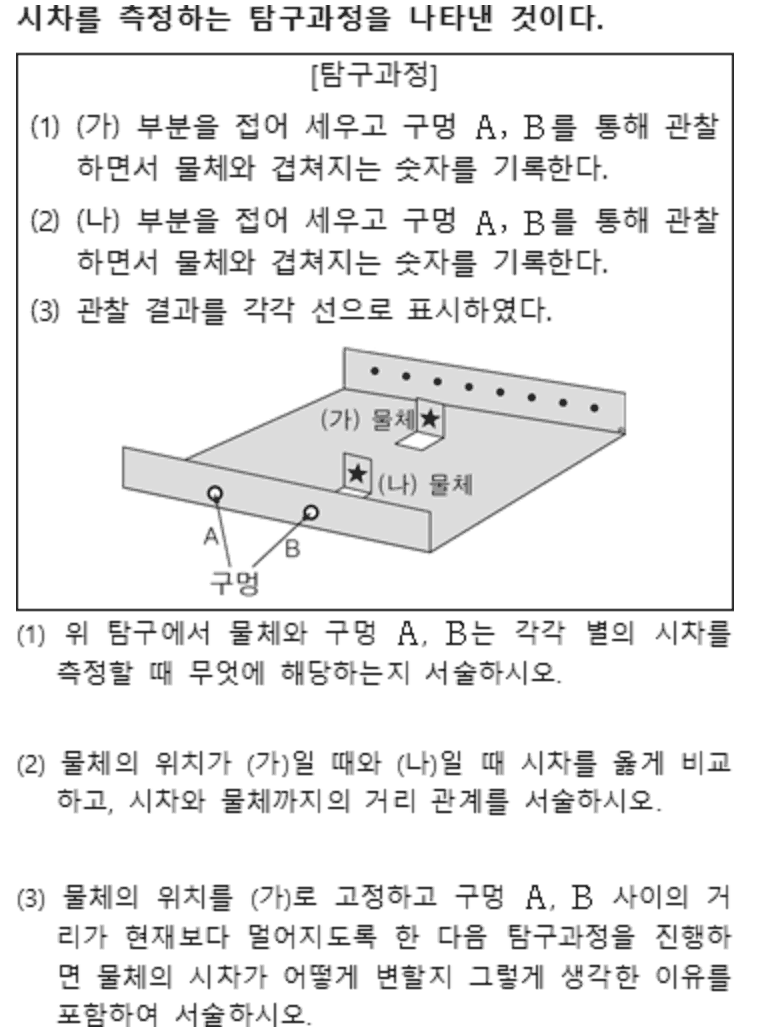 시차를 측정하는 탐구과정을 나타낸 것이다.
[탐구과정]
(1) (가) 부분을 접어 세우고 구멍 A, B를 통해 관찰
하면서 물체와 겹쳐지는 숫자를 기록한다.
(2) (나) 부분을 접어 세우고 구멍 A, B를 통해 관찰
하면서 물체와 겹쳐지는 숫자를 기록한다.
(3) 관찰 결과를 각각 선으로 표시하였다.
(가) 물체
(나) 물체
A
B
구멍
(1) 위 탐구에서 물체와 구멍 A, B는 각각 별의 시차를
측정할 때 무엇에 해당하는지 서술하시오.
(2) 물체의 위치가 (가)일 때와 (나)일 때 시차를 옳게 비교
하고, 시차와 물체까지의 거리 관계를 서술하시오.
(3) 물체의 위치를 (가)로 고정하고 구멍 A, B 사이의 거
리가 현재보다 멀어지도록 한 다음 탐구과정을 진행하
면 물체의 시차가 어떻게 변할지 그렇게 생각한 이유를
포함하여 서술하시오.